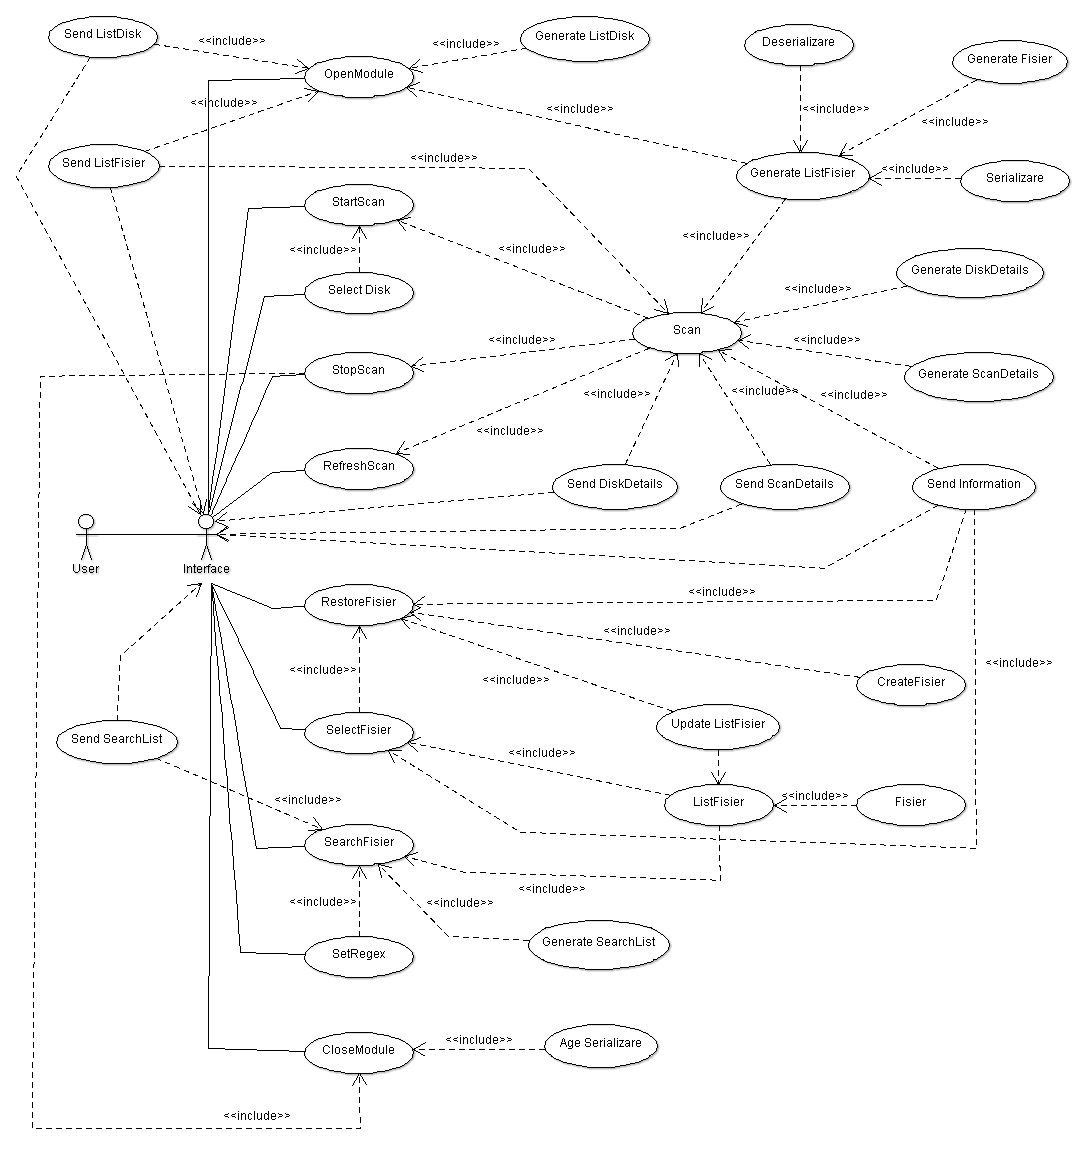 Send ListDisk
<<include>>
<<include>>
Generate ListDisk
Deserializare
Generate Fisier
OpenModule
<<include>>
<<include>>
<<include>>
<<include>>
Send ListFisier
<<include>>
Generate ListFisier
<<include>>
Serializare
StartScan
<<include>>
<<include>>
<<include>>
Select Disk
Generate DiskDetails
<<include>>
Scan
StopScan
<<include>>
<<include>>
Generate ScanDetails
<<include>>
<<include>>
<<include>>
<<include>>
RefreshScan
Send DiskDetails
Send ScanDetails
Send Information
User
Interface
RestoreFisier
<<include>>
<<include>>
<<include>>
<<include>>
<<include>>
CreateFisier
Send SearchList
SelectFisier
Update ListFisier
<<include>>
ListFisier
<<include>>
Fisier
<<include>>
SearchFisier
<<include>>
<<include>>
<<include>>
SetRegex
Generate SearchList
CloseModule
<<include>>
Age Serializare
<<include>>